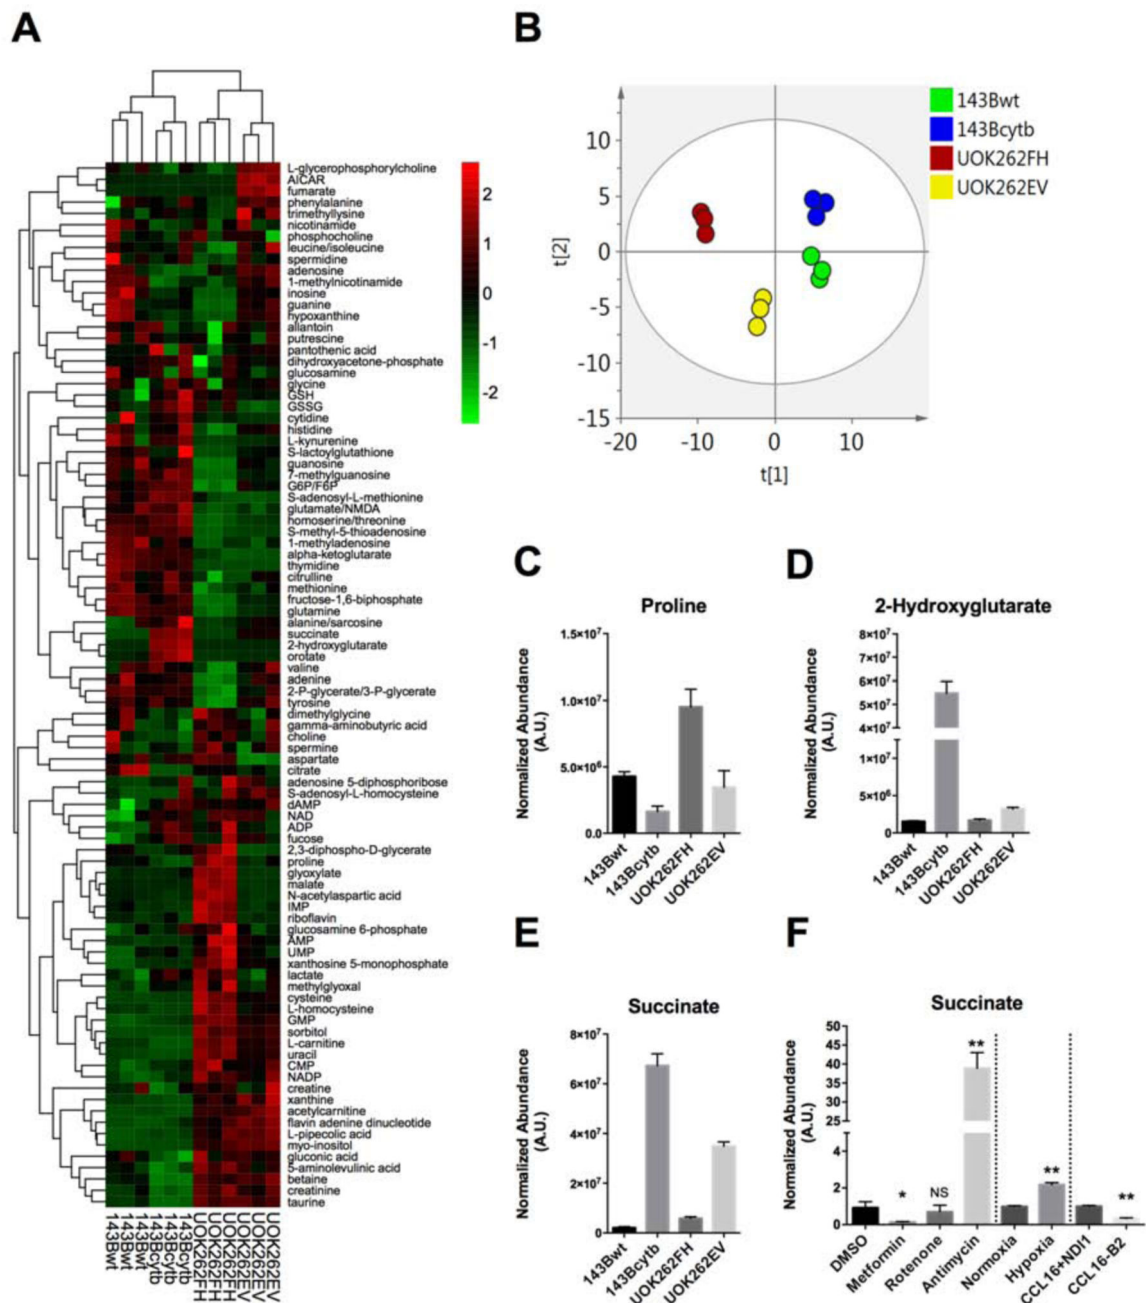 A
L-glycerophosphorylcholine
AICAR
fumarate
phenylalanine
trimethyllysine
nicotinamide
phosphocholine
leucine/isoleucine
spermidine
adenosine
1-methylnicotinamide
inosine
guanine
hypoxanthine
allantoin
putrescine
pantothenic acid
dihydroxyacetone-phosphate
glucosamine
glycine
GSH
GSSG
cytidine
histidine
L-kynurenine
S-lactoylglutathione
guanosine
7-methylguanosine
G6P/F6P
S-adenosyl-L-methionine
glutamate/NMDA
homoserine/threonine
S-methyl-5-thioadenosine
1-methyladenosine
alpha-ketoglutarate
thymidine
citrulline
methionine
fructose-1,6-biphosphate
glutamine
alanine/sarcosine
succinate
2-hydroxyglutarate
orotate
valine
adenine
2-P-glycerate/3-P-glycerate
tyrosine
dimethylglycine
gamma-aminobutyric acid
choline
spermine
aspartate
citrate
adenosine 5-diphosphoribose
S-adenosyl-L-homocysteine
dAMP
NAD
ADP
fucose
2,3-diphospho-D-glycerate
proline
glyoxylate
malate
N-acetylaspartic acid
IMP
riboflavin
glucosamine 6-phosphate
AMP
UMP
xanthosine 5-monophosphate
lactate
methylglyoxal
cysteine
L-homocysteine
GMP
sorbitol
L-carnitine
uracil
CMP
NADP
creatine
xanthine
acetylcarnitine
flavin adenine dinucleotide
L-pipecolic acid
myo-inositol
gluconic acid
5-aminolevulinic acid
betaine
creatinine
taurine
143Bwt
143Bwt
143Bwt
143Bcytb
143Bcytb
143Bcytb
UOK262FH
UOK262FH
UOK262FH
UOK262EV
UOK262EV
UOK262EV
2
1
0
-1
-2
B
143Bwt
143Bcytb
UOK262FH
UOK262EV
t[2]
10
5
0
-5
-10
-15
-20 -10 0 10
t[1]
C
Proline
Normalized Abundance
(A.U.)
1.5×10⁷
1.0×10⁷
5.0×10⁶
0.0
143Bwt
143Bcytb
UOK262FH
UOK262EV
D
2-Hydroxyglutarate
Normalized Abundance
(A.U.)
8×10⁷
7×10⁷
6×10⁷
5×10⁷
4×10⁷
1×10⁷
5×10⁶
0
143Bwt
143Bcytb
UOK262FH
UOK262EV
E
Succinate
Normalized Abundance
(A.U.)
8×10⁷
6×10⁷
4×10⁷
2×10⁷
0
143Bwt
143Bcytb
UOK262FH
UOK262EV
F
Succinate
Normalized Abundance
(A.U.)
50
45
40
35
30
25
20
4
2
0
*
NS
**
**
**
DMSO
Metformin
Rotenone
Antimycin
Normoxia
Hypoxia
CCL16+NDI1
CCL16-B2